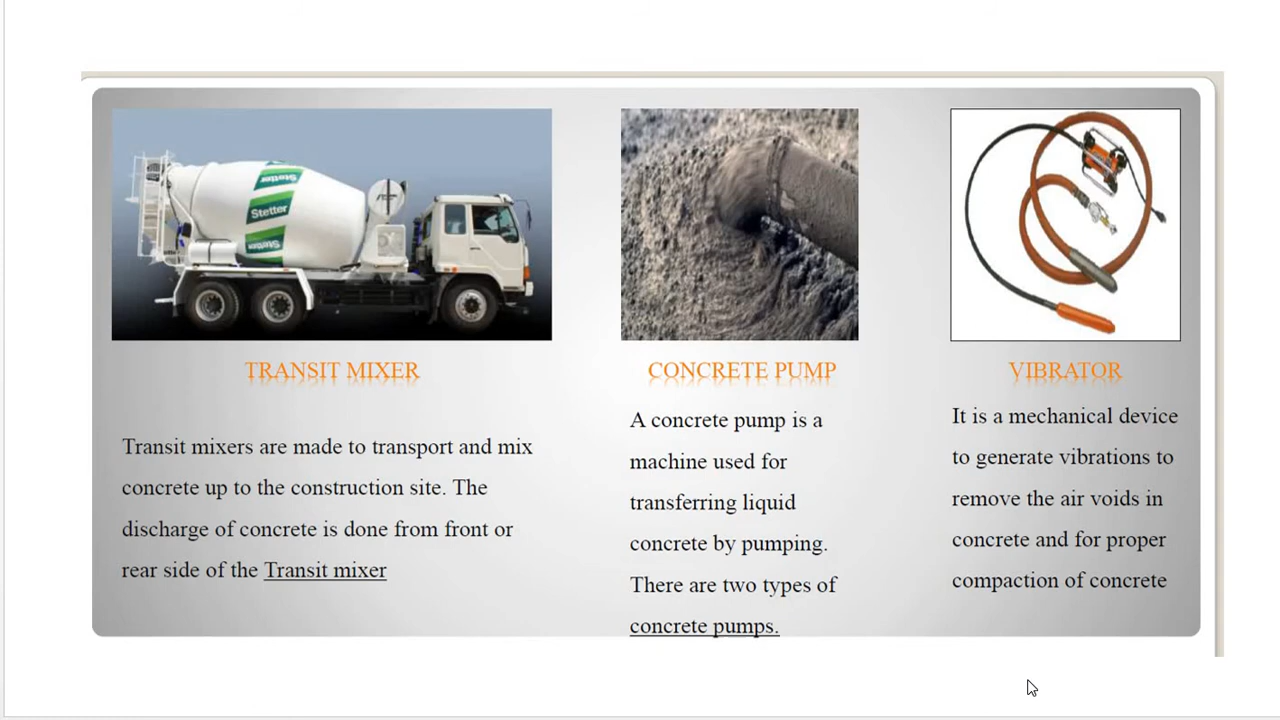 Stetter
Stetter
Stetter
TRANSIT MIXER
Transit mixers are made to transport and mix
concrete up to the construction site. The
discharge of concrete is done from front or
rear side of the Transit mixer
CONCRETE PUMP
A concrete pump is a
machine used for
transferring liquid
concrete by pumping.
There are two types of
concrete pumps.
VIBRATOR
It is a mechanical device
to generate vibrations to
remove the air voids in
concrete and for proper
compaction of concrete